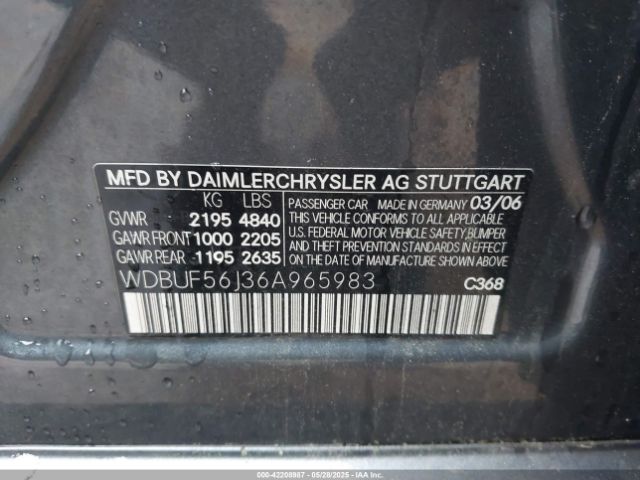 MFD BY DAIMLERCHRYSLER AG STUTTGART
KG LBS
GVWR 2195 4840
GAWR FRONT 1000 2205
GAWR REAR 1195 2635
PASSENGER CAR MADE IN GERMANY 03/06
THIS VEHICLE CONFORMS TO ALL APPLICABLE
U.S. FEDERAL MOTOR VEHICLE SAFETY, BUMPER
AND THEFT PREVENTION STANDARDS IN EFFECT
ON THE DATE OF MANUFACTURE SHOWN ABOVE.
WDBUF56J36A965983
C368
000-42208987 - 05/28/2025 - IAAI.COM